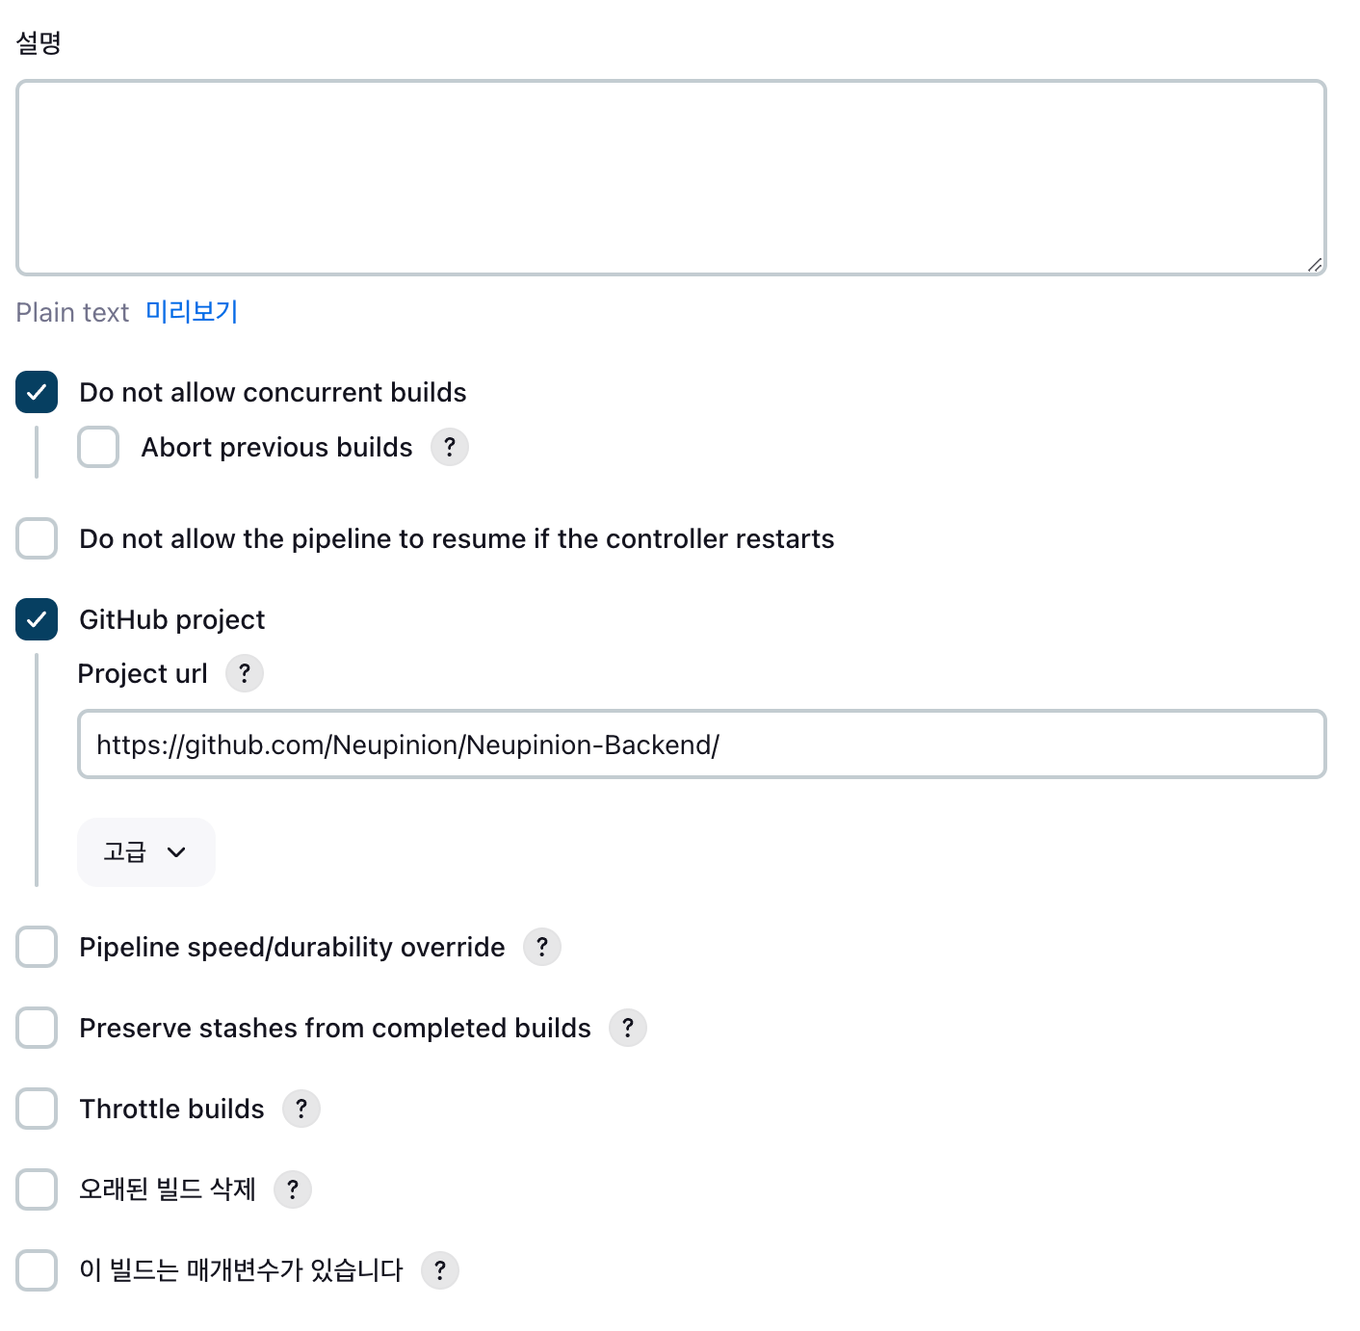 설명
Plain text 미리보기
Do not allow concurrent builds
Abort previous builds ?
Do not allow the pipeline to resume if the controller restarts
GitHub project
Project url ?
https://github.com/Neupinion/Neupinion-Backend/
고급
Pipeline speed/durability override ?
Preserve stashes from completed builds ?
Throttle builds ?
오래된 빌드 삭제 ?
이 빌드는 매개변수가 있습니다 ?